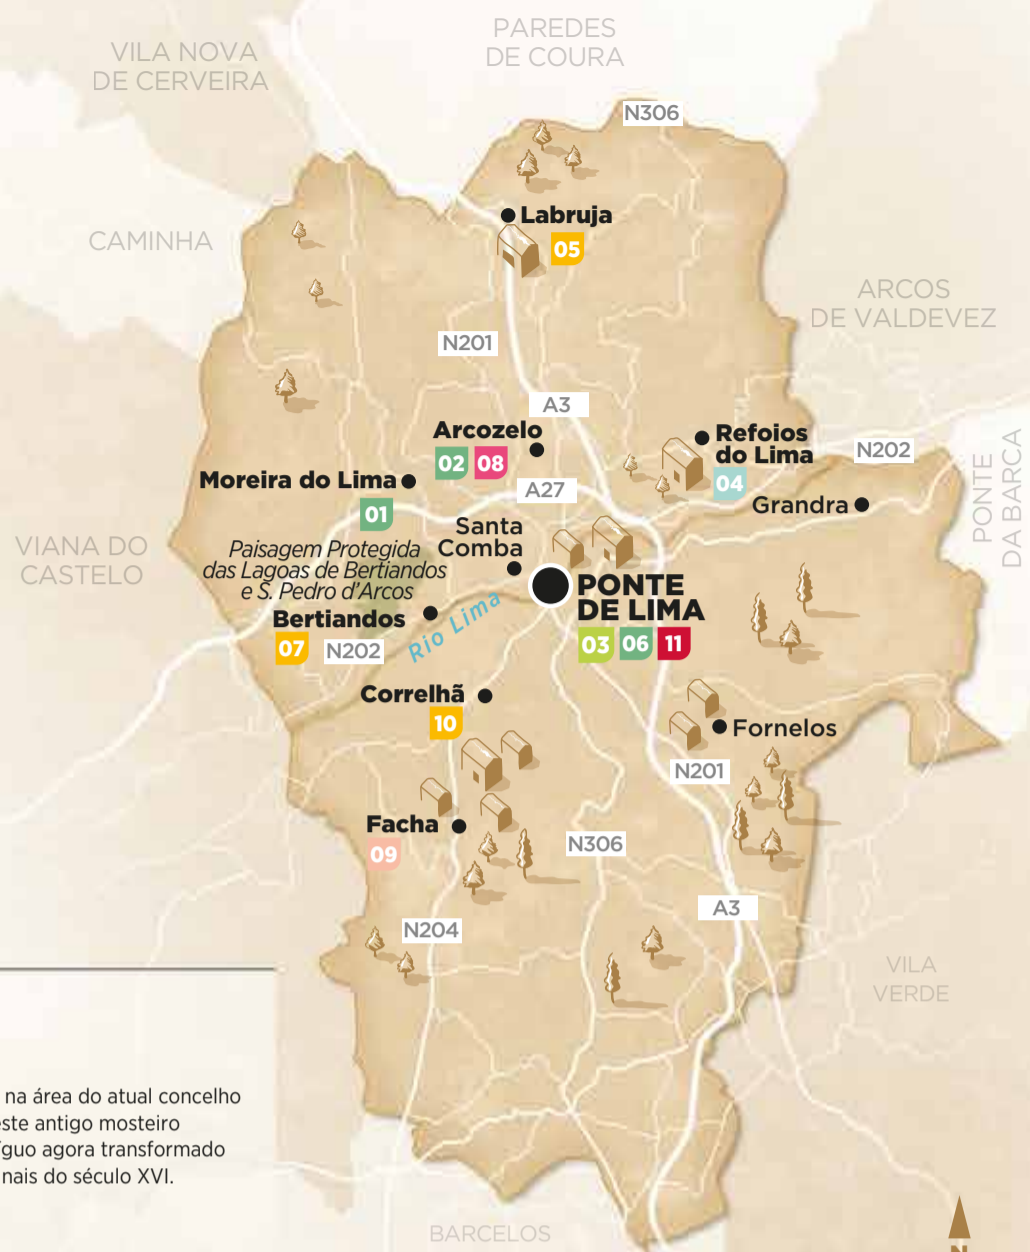 PAREDES
DE COURA
VILA NOVA
DE CERVEIRA
N306
Labruja
05
CAMINHA
ARCOS
DE VALDEVEZ
N201
A3
Arcozelo
02 08
Refoios
do Lima
04
N202
PONTE
DA BARCA
Moreira do Lima
01
A27
Grandra
Santa
Comba
VIANA DO
CASTELO
Paisagem Protegida
das Lagoas de Bertiandos
e S. Pedro d'Arcos
PONTE
DE LIMA
03 06 11
Bertiandos
07 N202
Rio Lima
Correlhã
10
Fornelos
N201
Facha
09
N306
A3
N204
VILA
VERDE
na área do atual concelho
este antigo mosteiro
íguo agora transformado
nais do século XVI.
BARCELOS
N